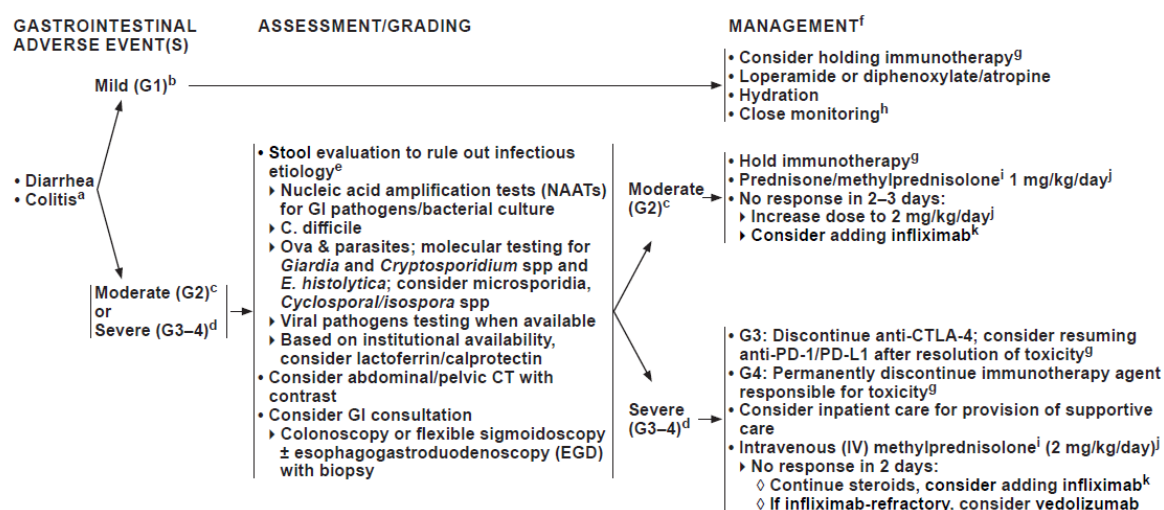 GASTROINTESTINAL
ADVERSE EVENT(S)
ASSESSMENT/GRADING
MANAGEMENTf
• Diarrhea
• Colitisa
Mild (G1)b
• Consider holding immunotherapyg
• Loperamide or diphenoxylate/atropine
• Hydration
• Close monitoringh
Moderate (G2)c
or
Severe (G3–4)d
• Stool evaluation to rule out infectious
etiologye
▸ Nucleic acid amplification tests (NAATs)
for GI pathogens/bacterial culture
▸ C. difficile
▸ Ova & parasites; molecular testing for
Giardia and Cryptosporidium spp and
E. histolytica; consider microsporidia,
Cyclosporal/isospora spp
▸ Viral pathogens testing when available
▸ Based on institutional availability,
consider lactoferrin/calprotectin
• Consider abdominal/pelvic CT with
contrast
• Consider GI consultation
▸ Colonoscopy or flexible sigmoidoscopy
± esophagogastroduodenoscopy (EGD)
with biopsy
Moderate
(G2)c
• Hold immunotherapyg
• Prednisone/methylprednisolonei 1 mg/kg/dayj
• No response in 2–3 days:
▸ Increase dose to 2 mg/kg/dayj
▸ Consider adding infliximabk
Severe
(G3–4)d
• G3: Discontinue anti-CTLA-4; consider resuming
anti-PD-1/PD-L1 after resolution of toxicityg
• G4: Permanently discontinue immunotherapy agent
responsible for toxicityg
• Consider inpatient care for provision of supportive
care
• Intravenous (IV) methylprednisolonei (2 mg/kg/day)j
▸ No response in 2 days:
◊ Continue steroids, consider adding infliximabk
◊ If infliximab-refractory, consider vedolizumab